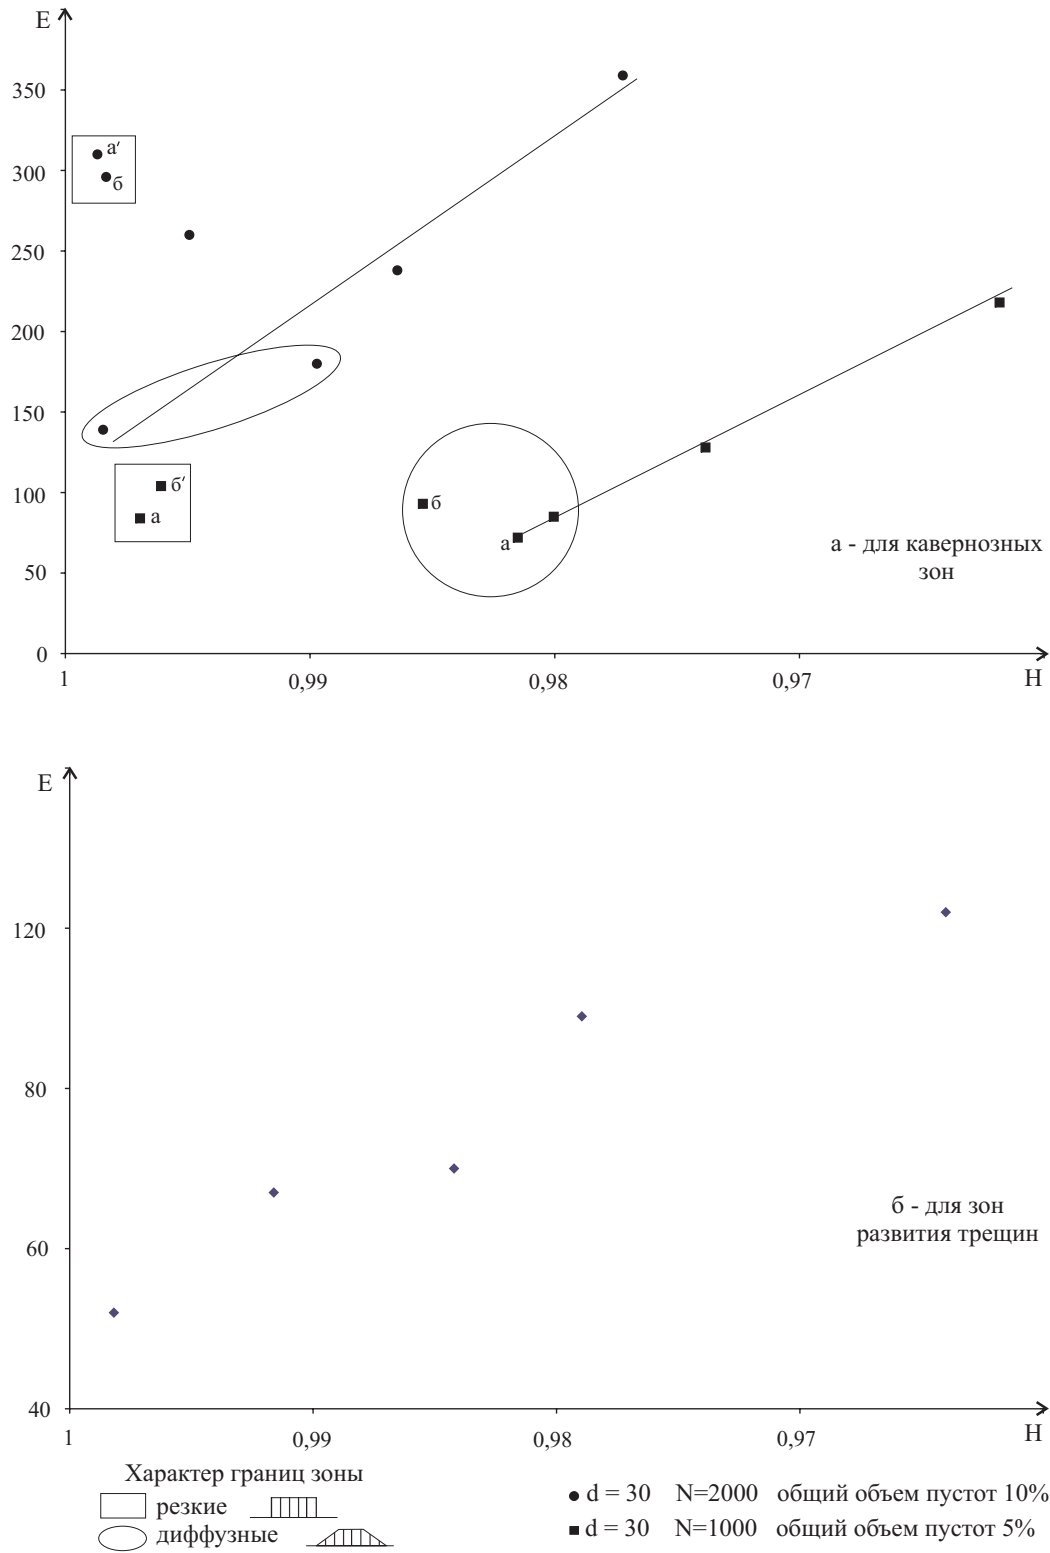 E
350
300
250
200
150
100
50
0
a′
б
б′
a
б
a
а - для кавернозных
зон
1
0,99
0,98
0,97
H
E
120
80
60
40
б - для зон
развития трещин
1
0,99
0,98
0,97
H
Характер границ зоны
резкие
диффузные
d = 30 N=2000 общий объем пустот 10%
d = 30 N=1000 общий объем пустот 5%